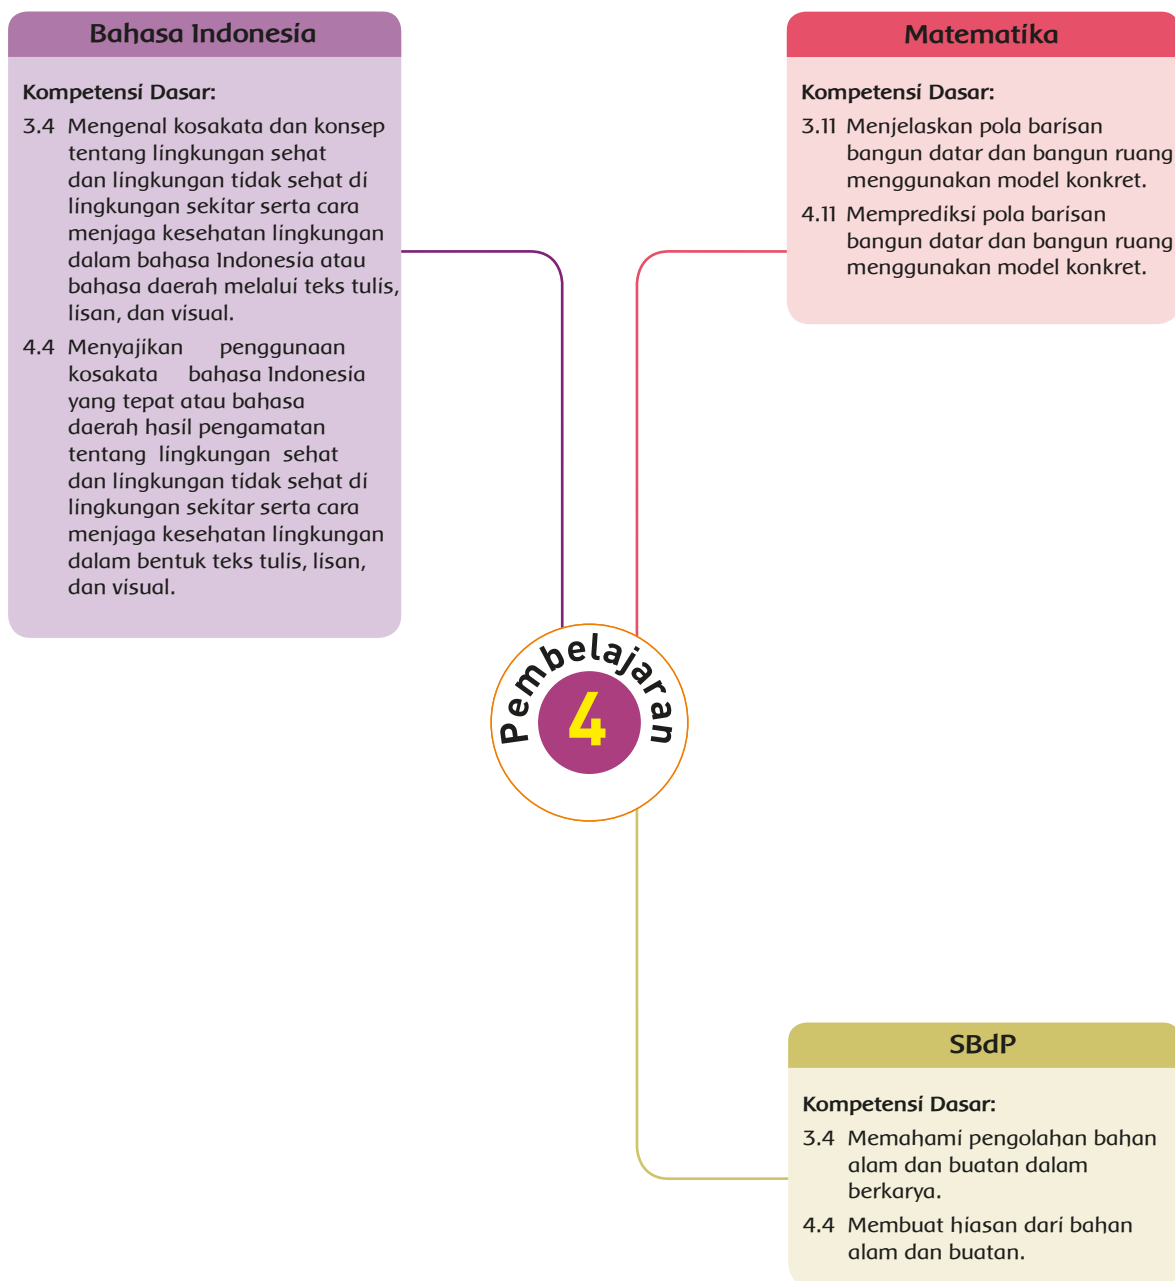 Bahasa Indonesia
Kompetensi Dasar:
3.4 Mengenal kosakata dan konsep
tentang lingkungan sehat
dan lingkungan tidak sehat di
lingkungan sekitar serta cara
menjaga kesehatan lingkungan
dalam bahasa Indonesia atau
bahasa daerah melalui teks tulis,
lisan, dan visual.
4.4 Menyajikan penggunaan
kosakata bahasa Indonesia
yang tepat atau bahasa
daerah hasil pengamatan
tentang lingkungan sehat
dan lingkungan tidak sehat di
lingkungan sekitar serta cara
menjaga kesehatan lingkungan
dalam bentuk teks tulis, lisan,
dan visual.
Matematika
Kompetensi Dasar:
3.11 Menjelaskan pola barisan
bangun datar dan bangun ruang
menggunakan model konkret.
4.11 Memprediksi pola barisan
bangun datar dan bangun ruang
menggunakan model konkret.
Pembelajaran
4
SBdP
Kompetensi Dasar:
3.4 Memahami pengolahan bahan
alam dan buatan dalam
berkarya.
4.4 Membuat hiasan dari bahan
alam dan buatan.